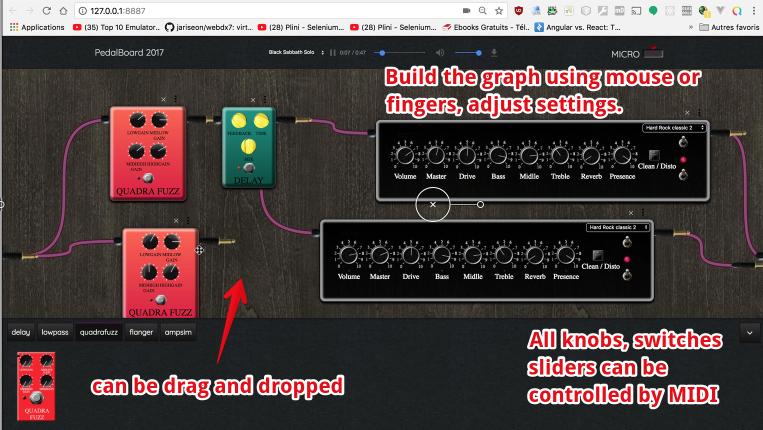 127.0.0.1:8887
Applications
(35) Top 10 Emulator...
jariseon/webdx7: virt...
(28) Plini - Selenium...
(28) Plini - Selenium...
Ebooks Gratuits - Tél...
Angular vs. React: T...
»
Autres favoris
PedalBoard 2017
Black Sabbath Solo
0:07 / 0:47
MICRO
Build the graph using mouse or
fingers, adjust settings.
LOWGAIN MIDLOW
GAIN
MIDHIGH HIGHGAIN
GAIN
QUADRA FUZZ
FEEDBACK TIME
MIX
DELAY
Hard Rock classic 2
Volume Master Drive Bass Midlle Treble Reverb Presence
Clean / Disto
LOWGAIN MIDLOW
GAIN
MIDHIGH HIGHGAIN
GAIN
QUADRA FUZZ
Hard Rock classic 2
Volume Master Drive Bass Midlle Treble Reverb Presence
Clean / Disto
delay lowpass quadrafuzz flanger ampsim
QUADRA
FUZZ
can be drag and dropped
All knobs, switches
sliders can be
controlled by MIDI